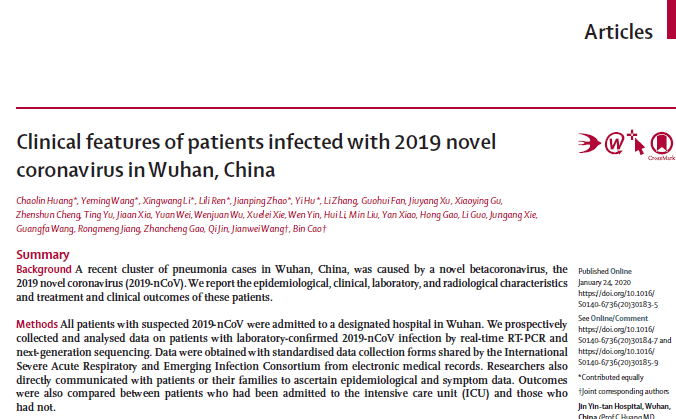 Articles
Clinical features of patients infected with 2019 novel
coronavirus in Wuhan, China
CrossMark
Chaolin Huang*, Yeming Wang*, Xingwang Li*, Lili Ren*, Jianping Zhao*, Yi Hu*, Li Zhang, Guohui Fan, Jiuyang Xu, Xiaoying Gu,
Zhenshun Cheng, Ting Yu, Jiaan Xia, Yuan Wei, Wenjuan Wu, Xuelei Xie, Wen Yin, Hui Li, Min Liu, Yan Xiao, Hong Gao, Li Guo, Jungang Xie,
Guangfa Wang, Rongmeng Jiang, Zhancheng Gao, Qi Jin, Jianwei Wang†, Bin Cao†
Summary
Background A recent cluster of pneumonia cases in Wuhan, China, was caused by a novel betacoronavirus, the
2019 novel coronavirus (2019-nCoV). We report the epidemiological, clinical, laboratory, and radiological characteristics
and treatment and clinical outcomes of these patients.
Methods All patients with suspected 2019-nCoV were admitted to a designated hospital in Wuhan. We prospectively
collected and analysed data on patients with laboratory-confirmed 2019-nCoV infection by real-time RT-PCR and
next-generation sequencing. Data were obtained with standardised data collection forms shared by the International
Severe Acute Respiratory and Emerging Infection Consortium from electronic medical records. Researchers also
directly communicated with patients or their families to ascertain epidemiological and symptom data. Outcomes
were also compared between patients who had been admitted to the intensive care unit (ICU) and those who
had not.
Published Online
January 24, 2020
https://doi.org/10.1016/
S0140-6736(20)30183-5
See Online/Comment
https://doi.org/10.1016/
S0140-6736(20)30184-7 and
https://doi.org/10.1016/
S0140-6736(20)30185-9
*Contributed equally
†Joint corresponding authors
Jin Yin-tan Hospital, Wuhan,
China (Prof C Huang MD,